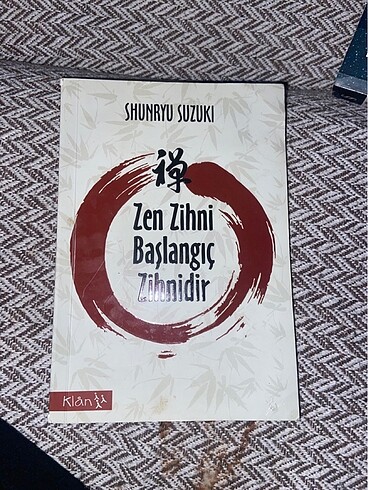 SHUNRYU SUZUKI
禅
Zen Zihni
Başlangıç
Zihnidir
Klan